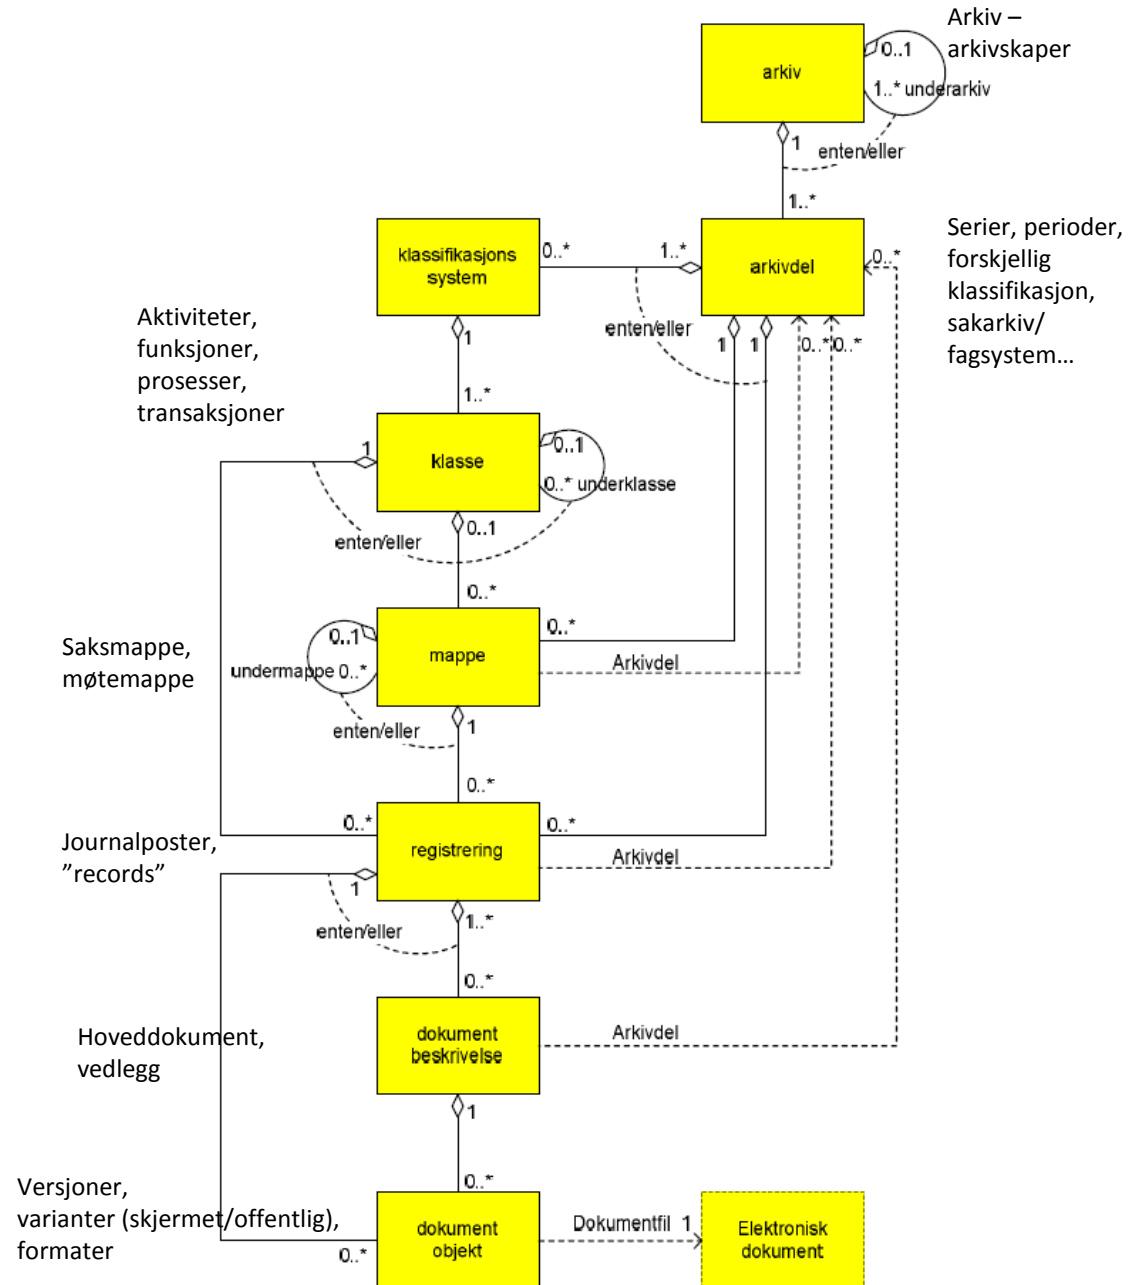 Arkiv –
arkivskaper
arkiv
0..1
1..* underarkiv
1
enten/eller
1..*
klassifikasjons
system
0..*
1..*
arkivdel
0..*
Serier, perioder,
forskjellig
klassifikasjon,
sakarkiv/
fagsystem…
enten/eller
1
1
1
0..*
0..*
Aktiviteter,
funksjoner,
prosesser,
transaksjoner
1..*
1
klasse
0..1
0..* underklasse
0..1
enten/eller
0..*
Saksmappe,
møtemappe
0..1
undermappe 0..*
mappe
0..*
Arkivdel
1
enten/eller
0..*
Journalposter,
”records”
0..*
registrering
0..*
Arkivdel
1
1..*
enten/eller
0..*
Hoveddokument,
vedlegg
dokument
beskrivelse
Arkivdel
1
0..*
Versjoner,
varianter (skjermet/offentlig),
formater
0..*
dokument
objekt
Dokumentfil 1
Elektronisk
dokument